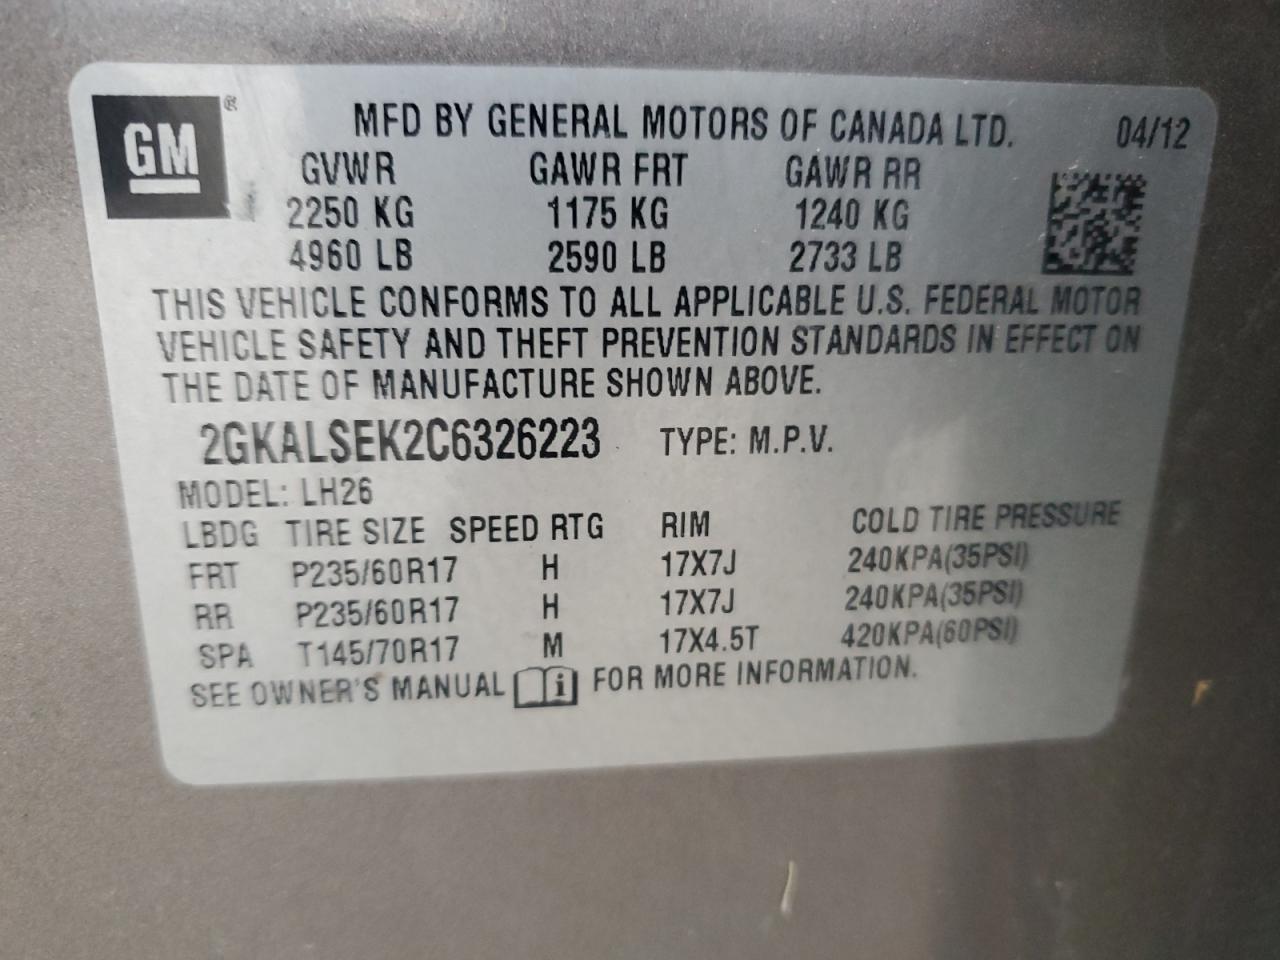 GM ®
MFD BY GENERAL MOTORS OF CANADA LTD. 04/12
GVWR GAWR FRT GAWR RR
2250 KG 1175 KG 1240 KG
4960 LB 2590 LB 2733 LB
THIS VEHICLE CONFORMS TO ALL APPLICABLE U.S. FEDERAL MOTOR
VEHICLE SAFETY AND THEFT PREVENTION STANDARDS IN EFFECT ON
THE DATE OF MANUFACTURE SHOWN ABOVE.
2GKALSEK2C6326223 TYPE: M.P.V.
MODEL: LH26
LBDG TIRE SIZE SPEED RTG RIM COLD TIRE PRESSURE
FRT P235/60R17 H 17X7J 240KPA(35PSI)
RR P235/60R17 H 17X7J 240KPA(35PSI)
SPA T145/70R17 M 17X4.5T 420KPA(60PSI)
SEE OWNER'S MANUAL i FOR MORE INFORMATION.